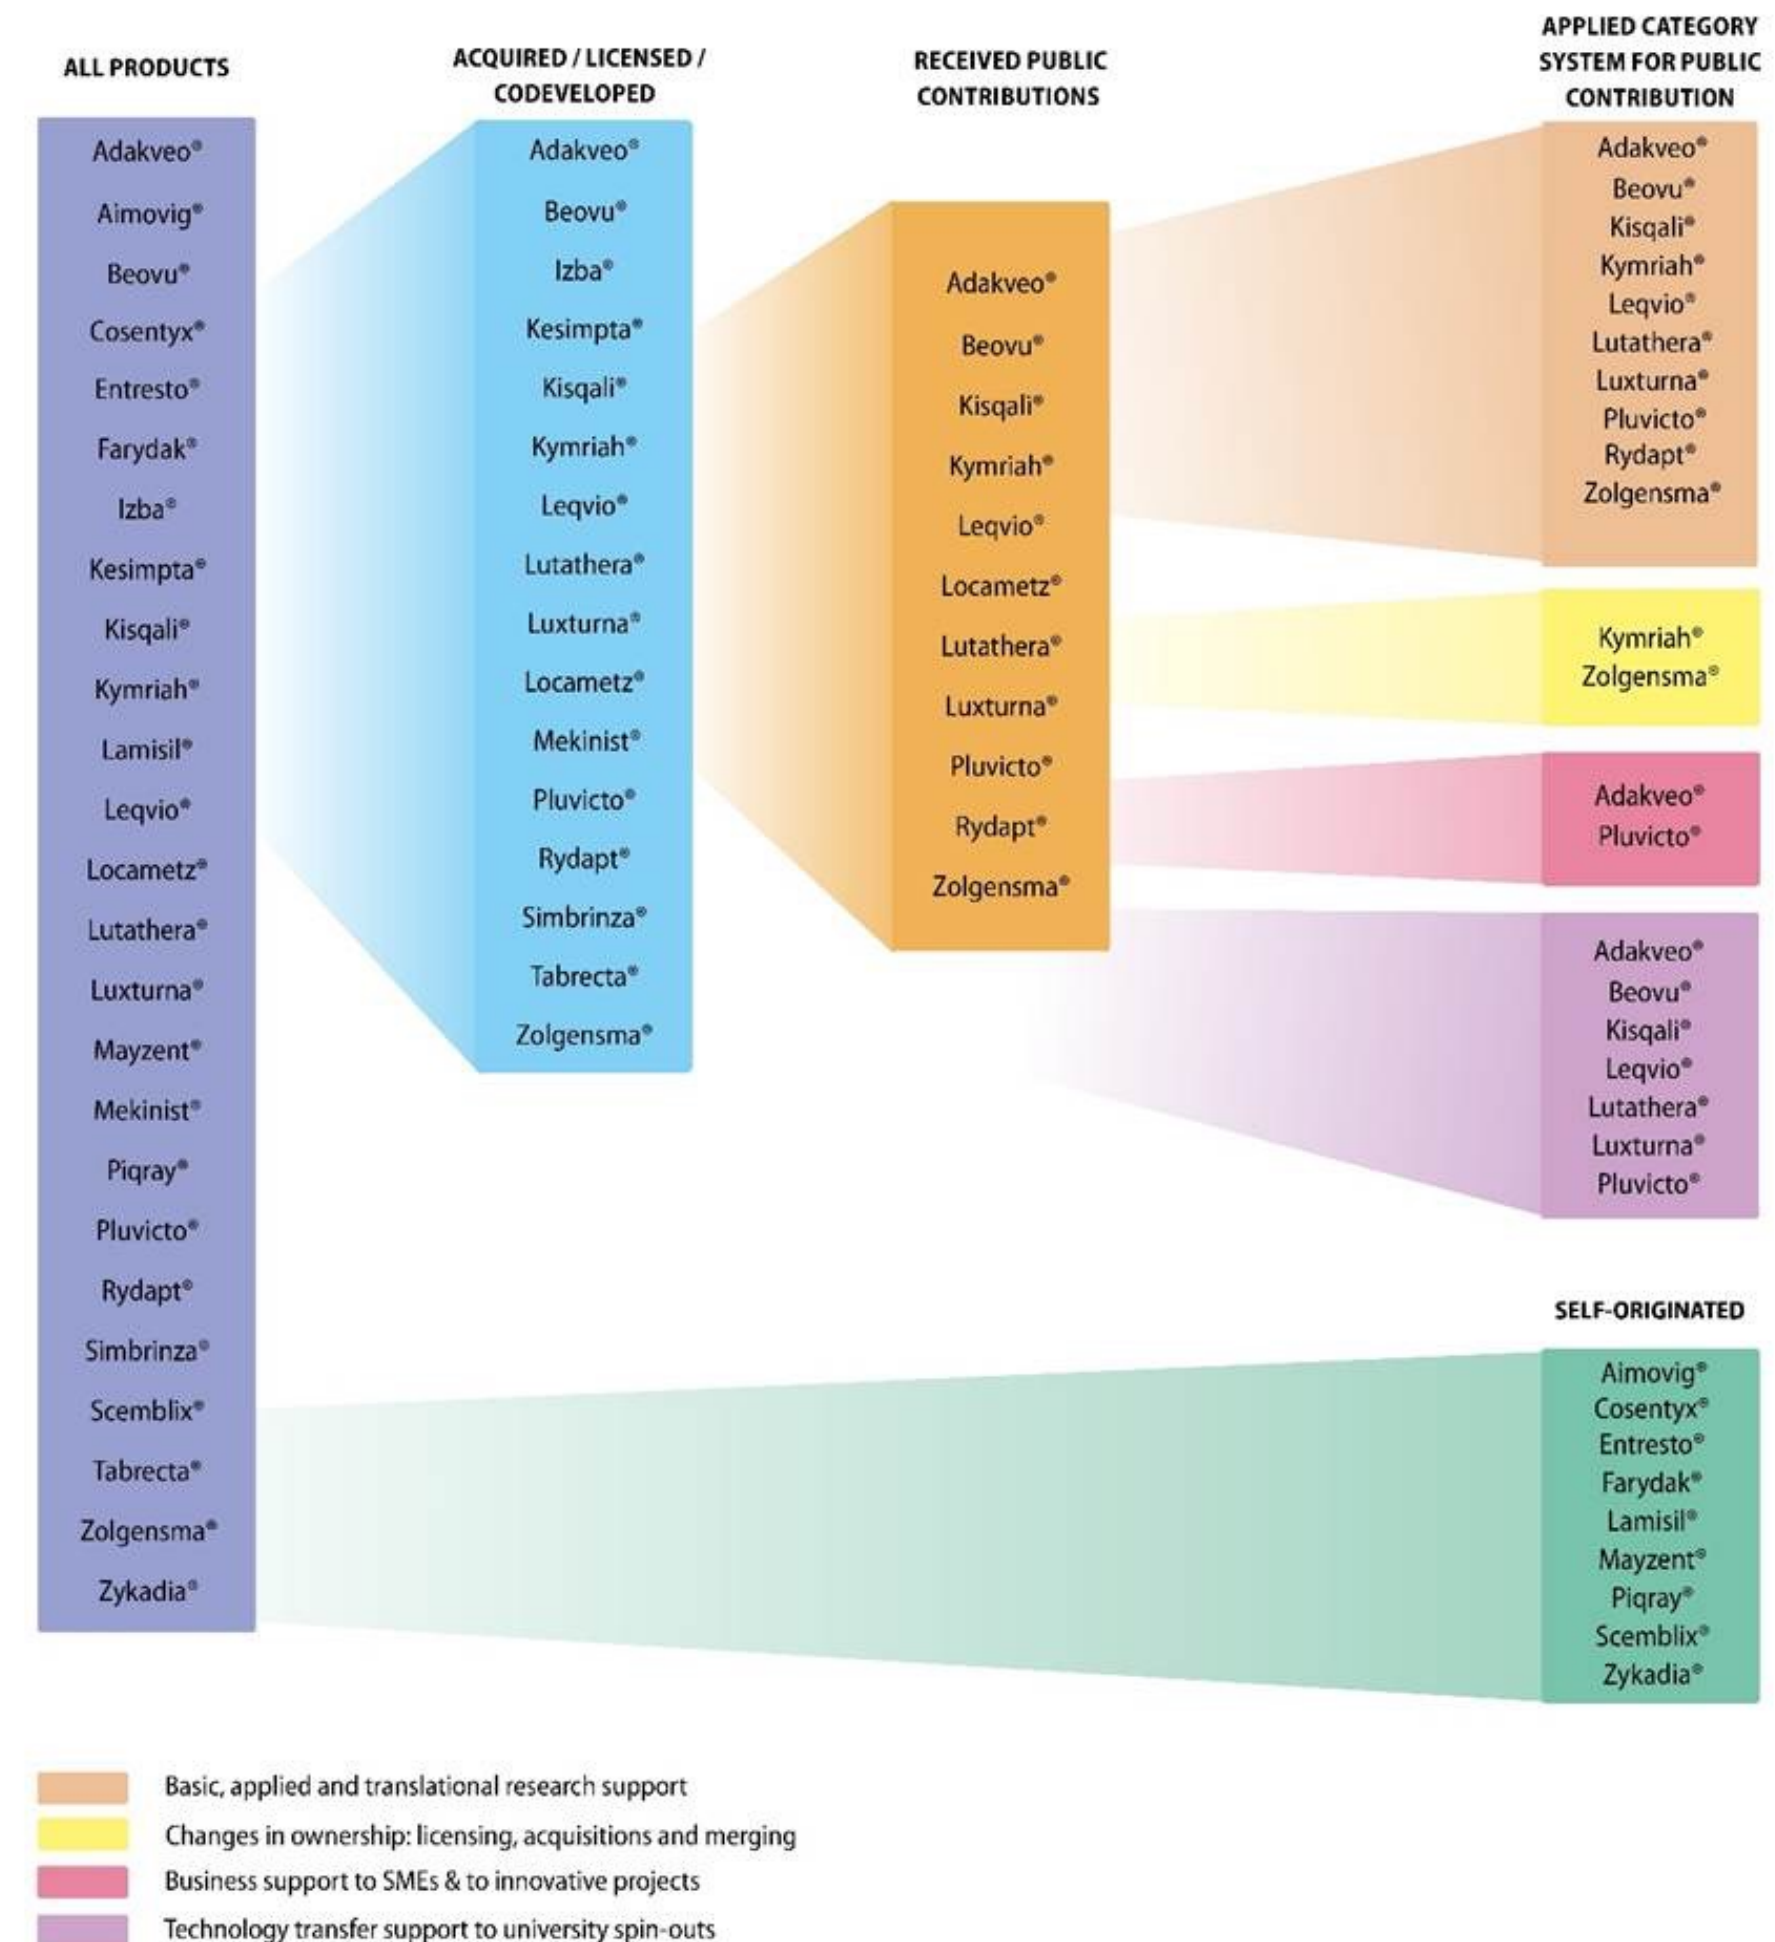 ALL PRODUCTS
Adakveo®
Aimovig®
Beovu®
Cosentyx®
Entresto®
Farydak®
Izba®
Kesimpta®
Kisqali®
Kymriah®
Lamisil®
Leqvio®
Locametz®
Lutathera®
Luxturna®
Mayzent®
Mekinist®
Piqray®
Pluvicto®
Rydapt®
Simbrinza®
Scemblix®
Tabrecta®
Zolgensma®
Zykadia®
ACQUIRED / LICENSED /
CODEVELOPED
Adakveo®
Beovu®
Izba®
Kesimpta®
Kisqali®
Kymriah®
Leqvio®
Lutathera®
Luxturna®
Locametz®
Mekinist®
Pluvicto®
Rydapt®
Simbrinza®
Tabrecta®
Zolgensma®
RECEIVED PUBLIC
CONTRIBUTIONS
Adakveo®
Beovu®
Kisqali®
Kymriah®
Leqvio®
Locametz®
Lutathera®
Luxturna®
Pluvicto®
Rydapt®
Zolgensma®
APPLIED CATEGORY
SYSTEM FOR PUBLIC
CONTRIBUTION
Adakveo®
Beovu®
Kisqali®
Kymriah®
Leqvio®
Lutathera®
Luxturna®
Pluvicto®
Rydapt®
Zolgensma®
Kymriah®
Zolgensma®
Adakveo®
Pluvicto®
Adakveo®
Beovu®
Kisqali®
Leqvio®
Lutathera®
Luxturna®
Pluvicto®
SELF-ORIGINATED
Aimovig®
Cosentyx®
Entresto®
Farydak®
Lamisil®
Mayzent®
Piqray®
Scemblix®
Zykadia®
Basic, applied and translational research support
Changes in ownership: licensing, acquisitions and merging
Business support to SMEs & to innovative projects
Technology transfer support to university spin-outs